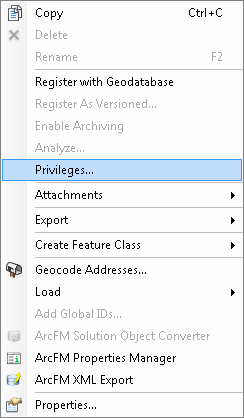 Copy Ctrl+C
Delete
Rename F2
Register with Geodatabase
Register As Versioned...
Enable Archiving
Analyze...
Privileges...
Attachments
Export
Create Feature Class
Geocode Addresses...
Load
Add Global IDs...
ArcFM Solution Object Converter
ArcFM Properties Manager
ArcFM XML Export
Properties...